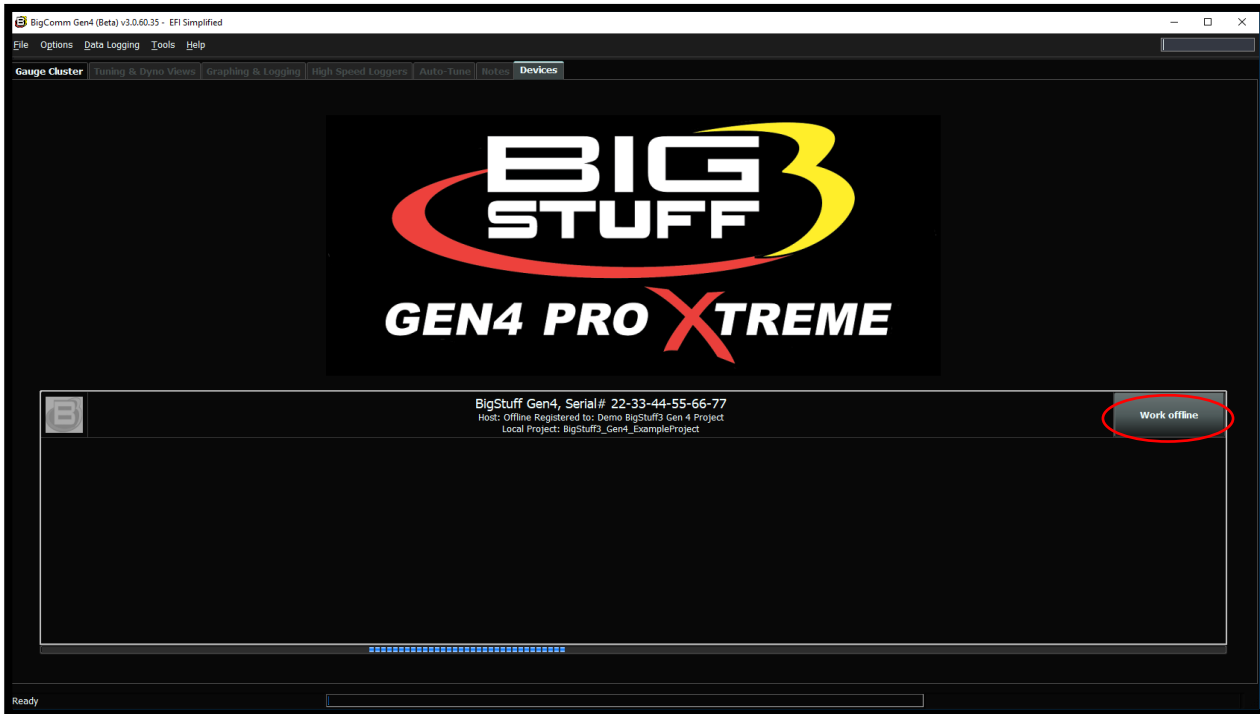 BigComm Gen4 (Beta) v3.0.60.35 - EFI Simplified
File Options Data Logging Tools Help
Gauge Cluster Tuning & Dyno Views Graphing & Logging High Speed Loggers Auto-Tune Notes Devices
BIG 3
STUFF
GEN4 PRO XTREME
BigStuff Gen4, Serial# 22-33-44-55-66-77
Host: Offline Registered to: Demo BigStuff3 Gen 4 Project
Local Project: BigStuff3_Gen4_ExampleProject
Work offline
Ready